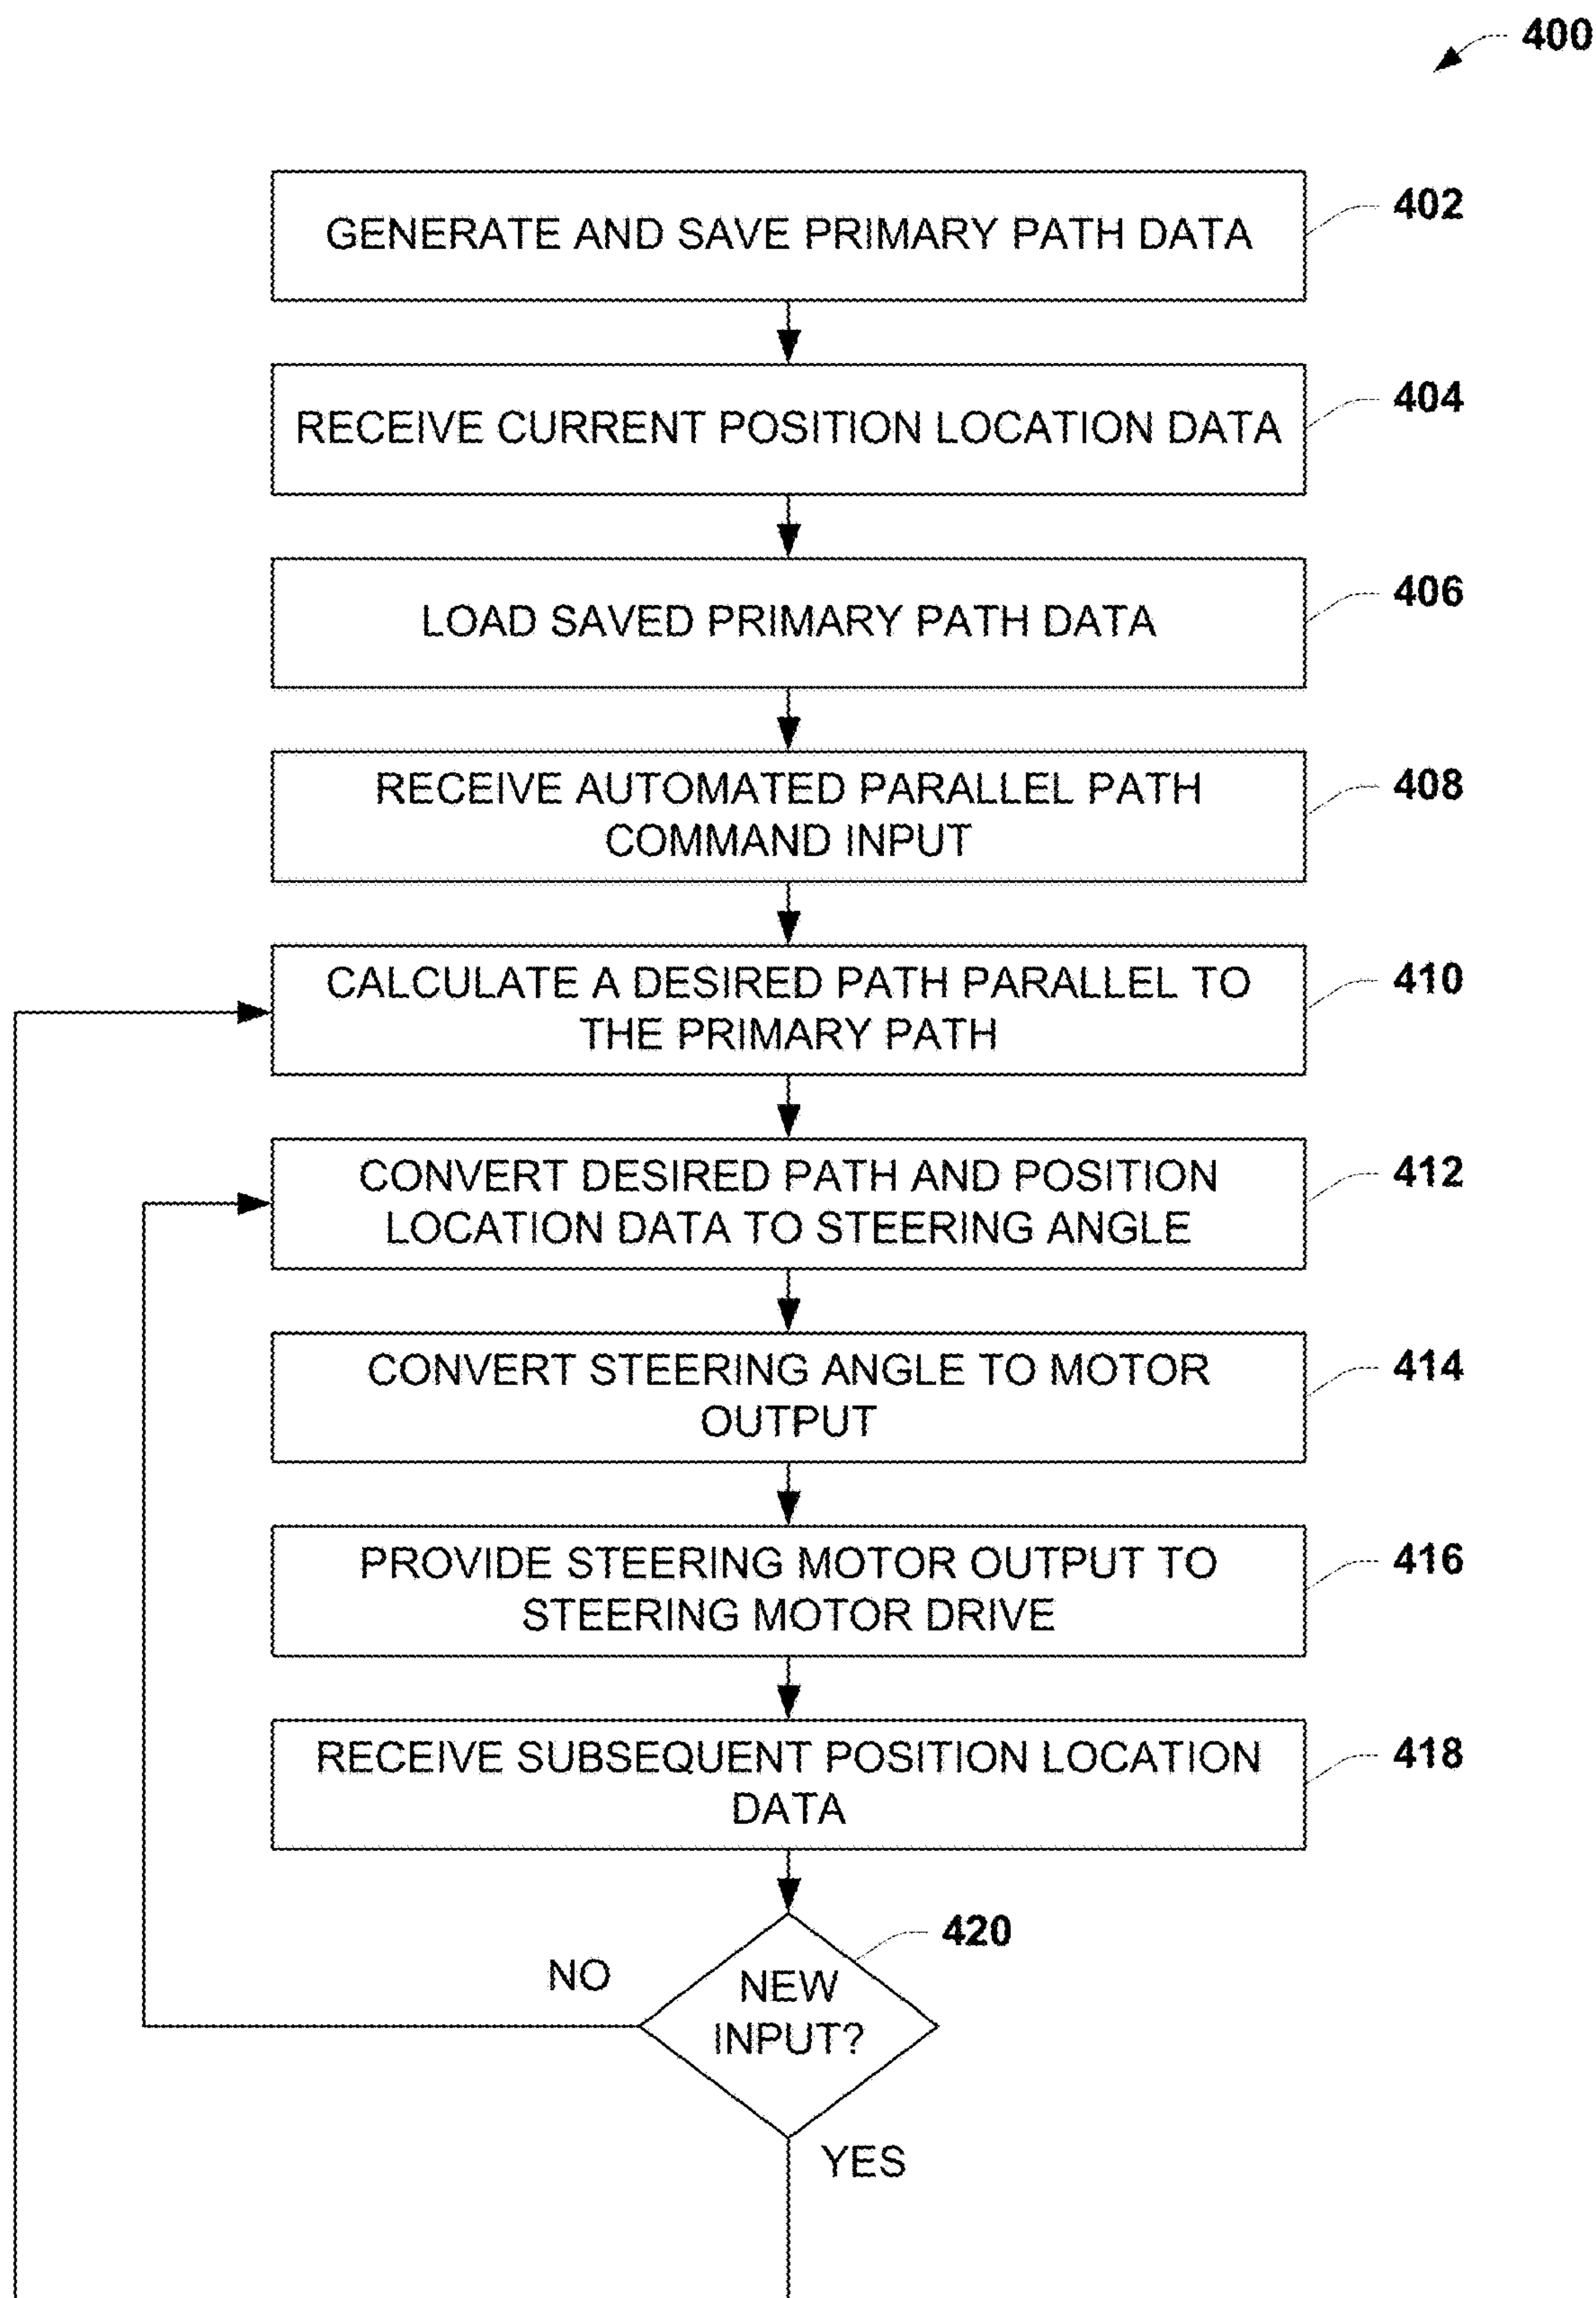 400
GENERATE AND SAVE PRIMARY PATH DATA
402
RECEIVE CURRENT POSITION LOCATION DATA
404
LOAD SAVED PRIMARY PATH DATA
406
RECEIVE AUTOMATED PARALLEL PATH
COMMAND INPUT
408
CALCULATE A DESIRED PATH PARALLEL TO
THE PRIMARY PATH
410
CONVERT DESIRED PATH AND POSITION
LOCATION DATA TO STEERING ANGLE
412
CONVERT STEERING ANGLE TO MOTOR
OUTPUT
414
PROVIDE STEERING MOTOR OUTPUT TO
STEERING MOTOR DRIVE
416
RECEIVE SUBSEQUENT POSITION LOCATION
DATA
418
420
NO
NEW
INPUT?
YES